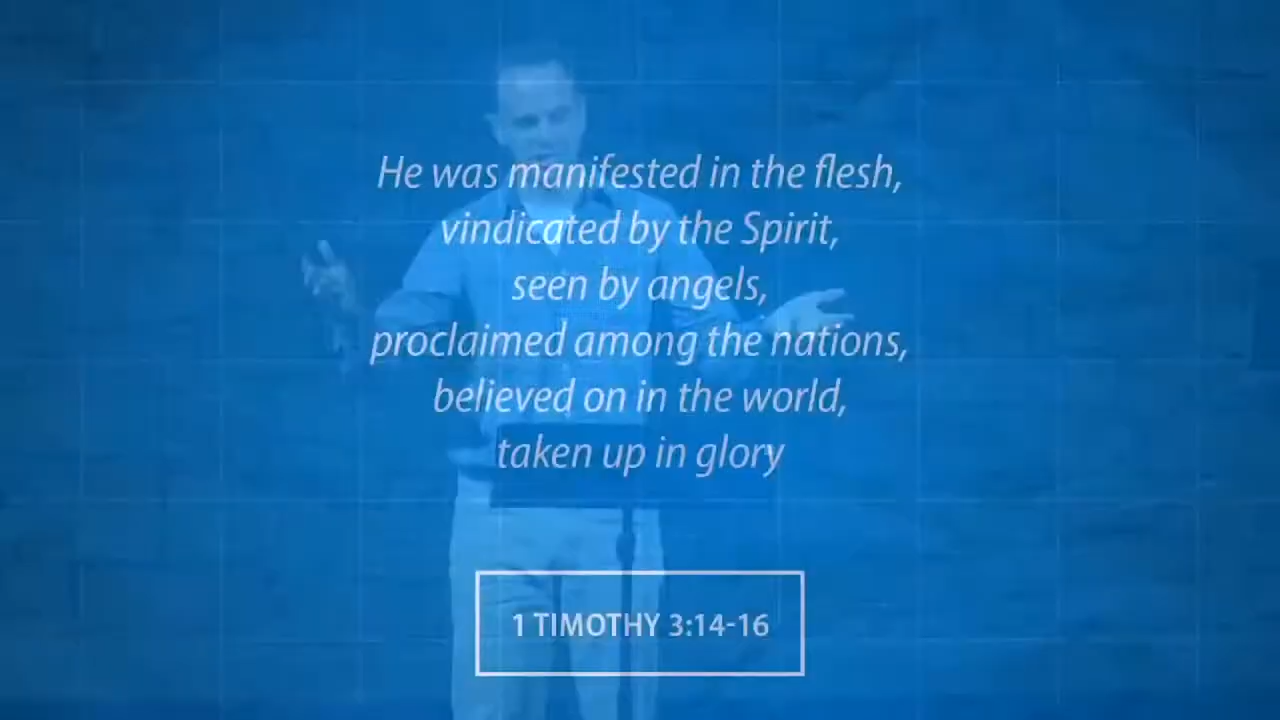 He was manifested in the flesh,
vindicated by the Spirit,
seen by angels,
proclaimed among the nations,
believed on in the world,
taken up in glory
1 TIMOTHY 3:14-16